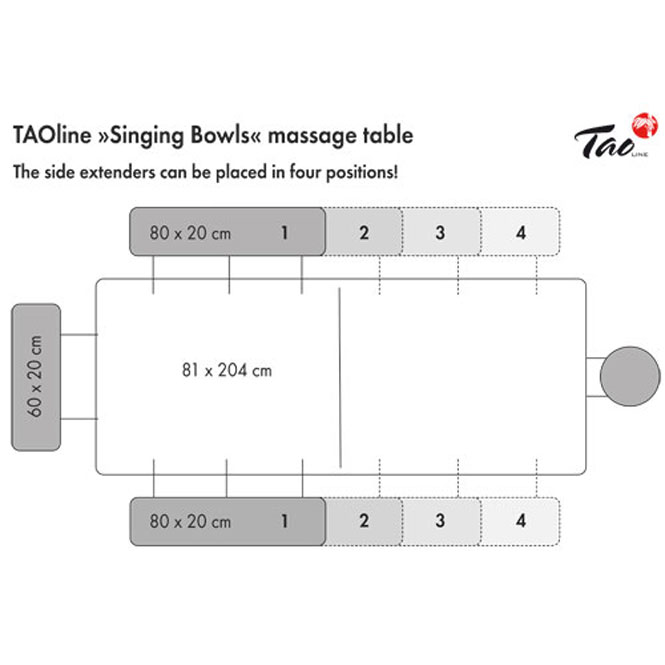 TAOline »Singing Bowls« massage table
The side extenders can be placed in four positions!
Tao
LINE
80 x 20 cm 1 2 3 4
60 x 20 cm
81 x 204 cm
80 x 20 cm 1 2 3 4